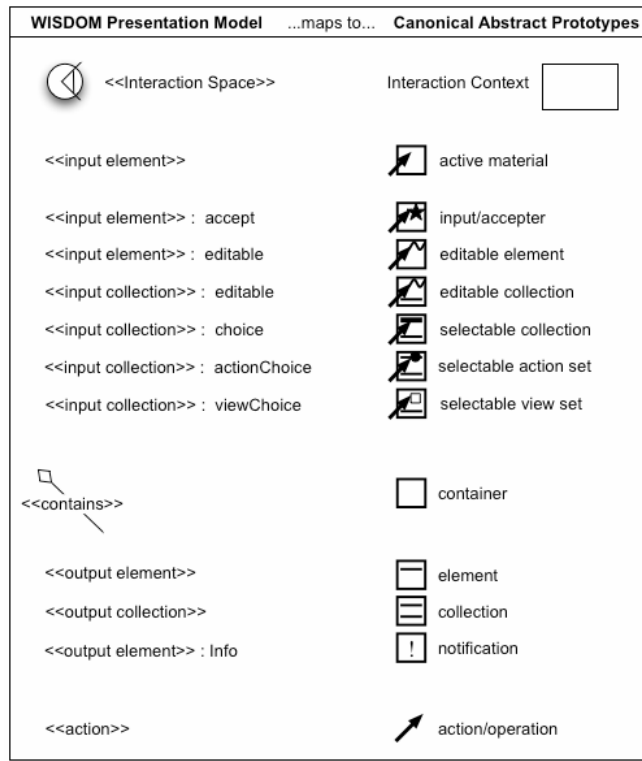 WISDOM Presentation Model ...maps to... Canonical Abstract Prototypes
<<Interaction Space>> Interaction Context
<<input element>> active material
<<input element>> : accept input/accepter
<<input element>> : editable editable element
<<input collection>> : editable editable collection
<<input collection>> : choice selectable collection
<<input collection>> : actionChoice selectable action set
<<input collection>> : viewChoice selectable view set
<<contains>> container
<<output element>> element
<<output collection>> collection
<<output element>> : Info ! notification
<<action>> action/operation